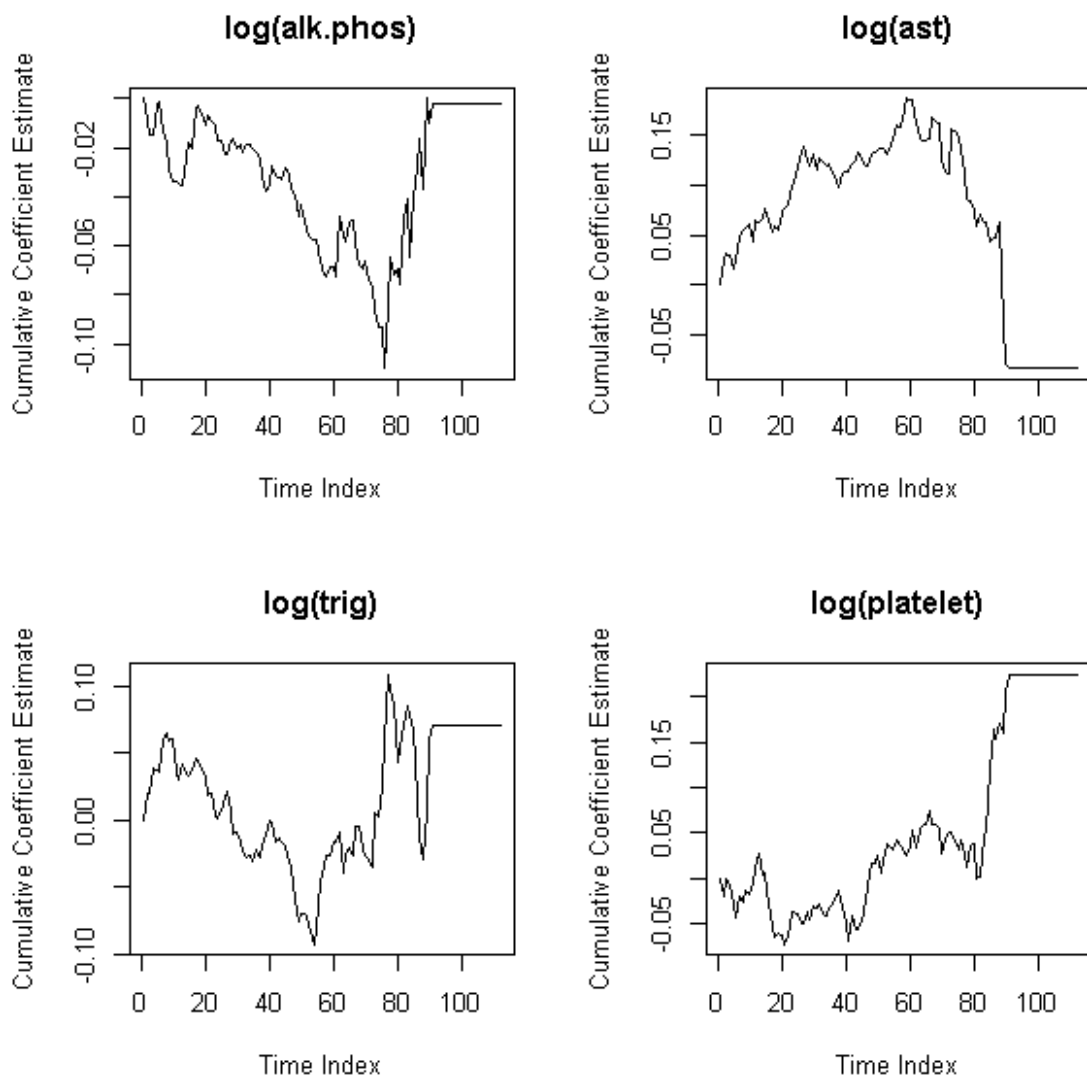 log(alk.phos)
Cumulative Coefficient Estimate
-0.02
-0.06
-0.10
0 20 40 60 80 100
Time Index
log(ast)
Cumulative Coefficient Estimate
0.15
0.05
-0.05
0 20 40 60 80 100
Time Index
log(trig)
Cumulative Coefficient Estimate
0.10
0.00
-0.10
0 20 40 60 80 100
Time Index
log(platelet)
Cumulative Coefficient Estimate
0.15
0.05
-0.05
0 20 40 60 80 100
Time Index